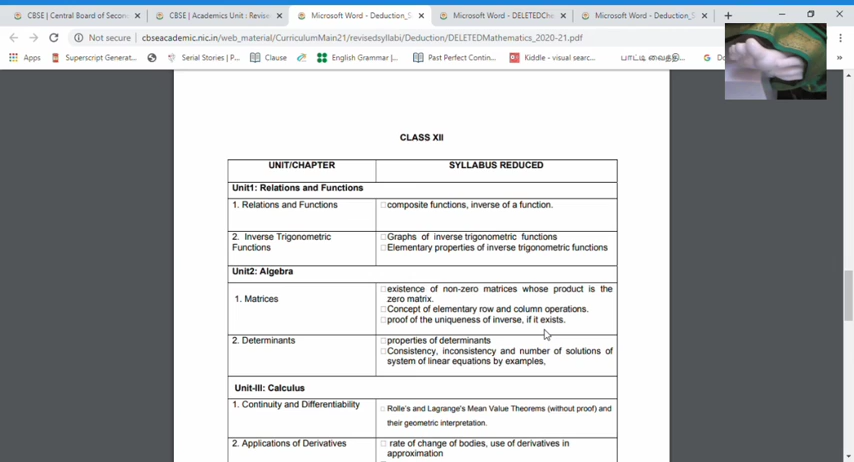 CBSE | Central Board of Secon
CBSE | Academics Unit : Revise
Microsoft Word - Deduction_S
Microsoft Word - DELETEDChe
Microsoft Word - Deduction_S
Not secure | cbseacademic.nic.in/web_material/CurriculumMain21/revisedsyllabi/Deduction/DELETEDMathematics_2020-21.pdf
Apps
Superscript Generat...
Serial Stories | P...
Clause
English Grammar |...
Past Perfect Contin...
Kiddle - visual searc...
பாட்டி வைத்தி...
CLASS XII
UNIT/CHAPTER SYLLABUS REDUCED
Unit1: Relations and Functions
1. Relations and Functions
composite functions, inverse of a function.
2. Inverse Trigonometric
Functions
Graphs of inverse trigonometric functions
Elementary properties of inverse trigonometric functions
Unit2: Algebra
1. Matrices
existence of non-zero matrices whose product is the
zero matrix.
Concept of elementary row and column operations.
proof of the uniqueness of inverse, if it exists.
2. Determinants
properties of determinants
Consistency, inconsistency and number of solutions of
system of linear equations by examples,
Unit-III: Calculus
1. Continuity and Differentiability
Rolle's and Lagrange's Mean Value Theorems (without proof) and
their geometric interpretation.
2. Applications of Derivatives
rate of change of bodies, use of derivatives in
approximation